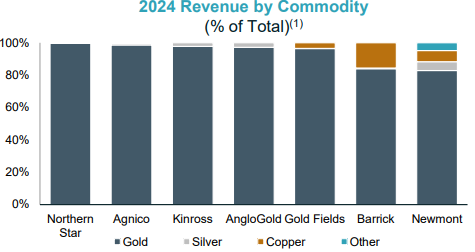 2024 Revenue by Commodity
(% of Total)(1)
100%
80%
60%
40%
20%
0%
Northern Star
Agnico
Kinross
AngloGold
Gold Fields
Barrick
Newmont
Gold
Silver
Copper
Other